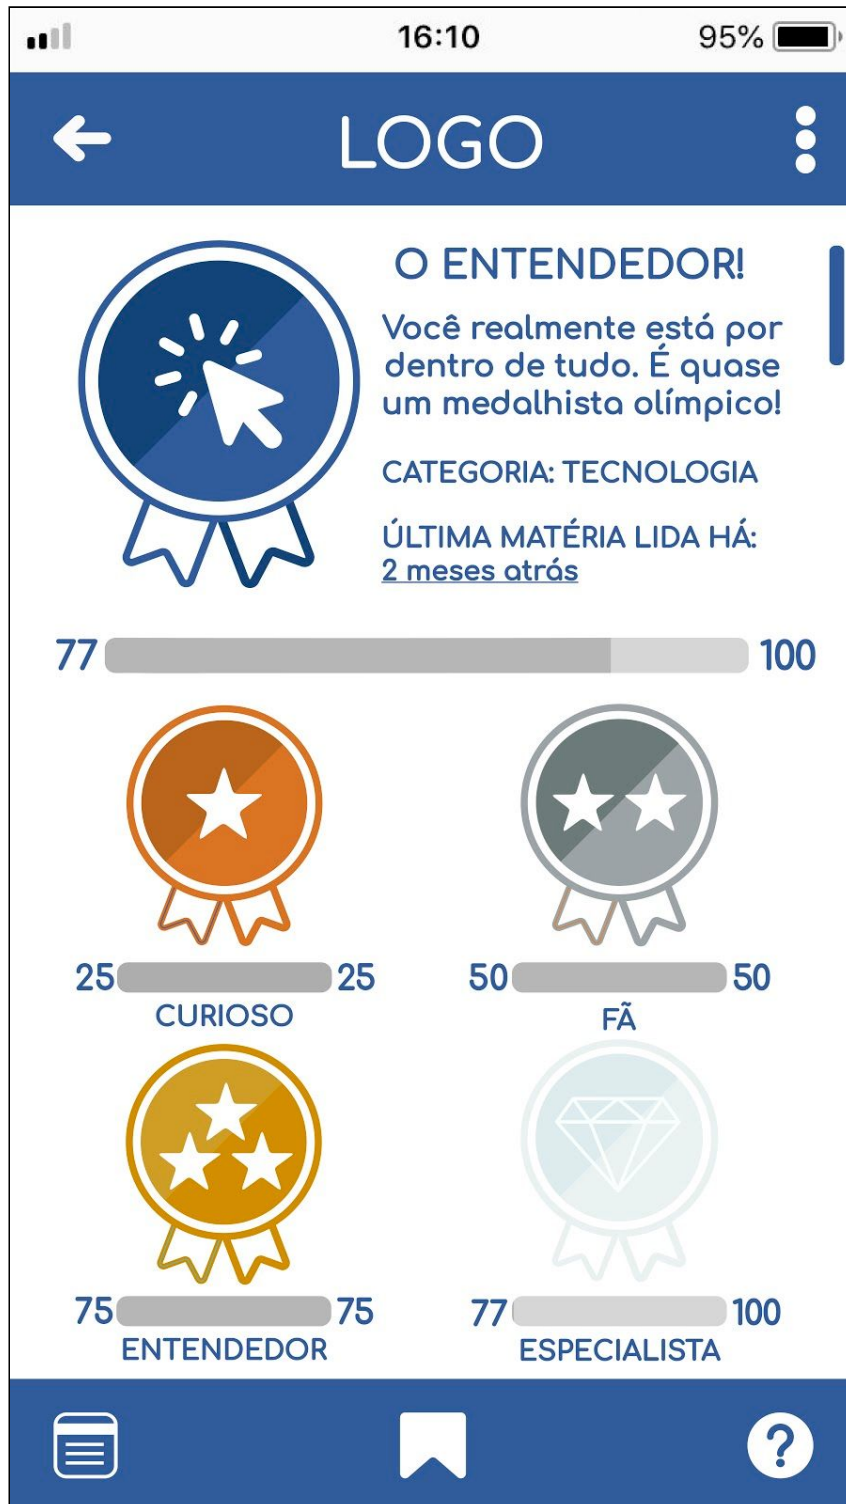 16:10
95%
LOGO
O ENTENDEDOR!
Você realmente está por
dentro de tudo. É quase
um medalhista olímpico!
CATEGORIA: TECNOLOGIA
ÚLTIMA MATÉRIA LIDA HÁ:
2 meses atrás
77 100
25 25
50 50
CURIOSO
FÃ
75 75
77 100
ENTENDEDOR
ESPECIALISTA
?